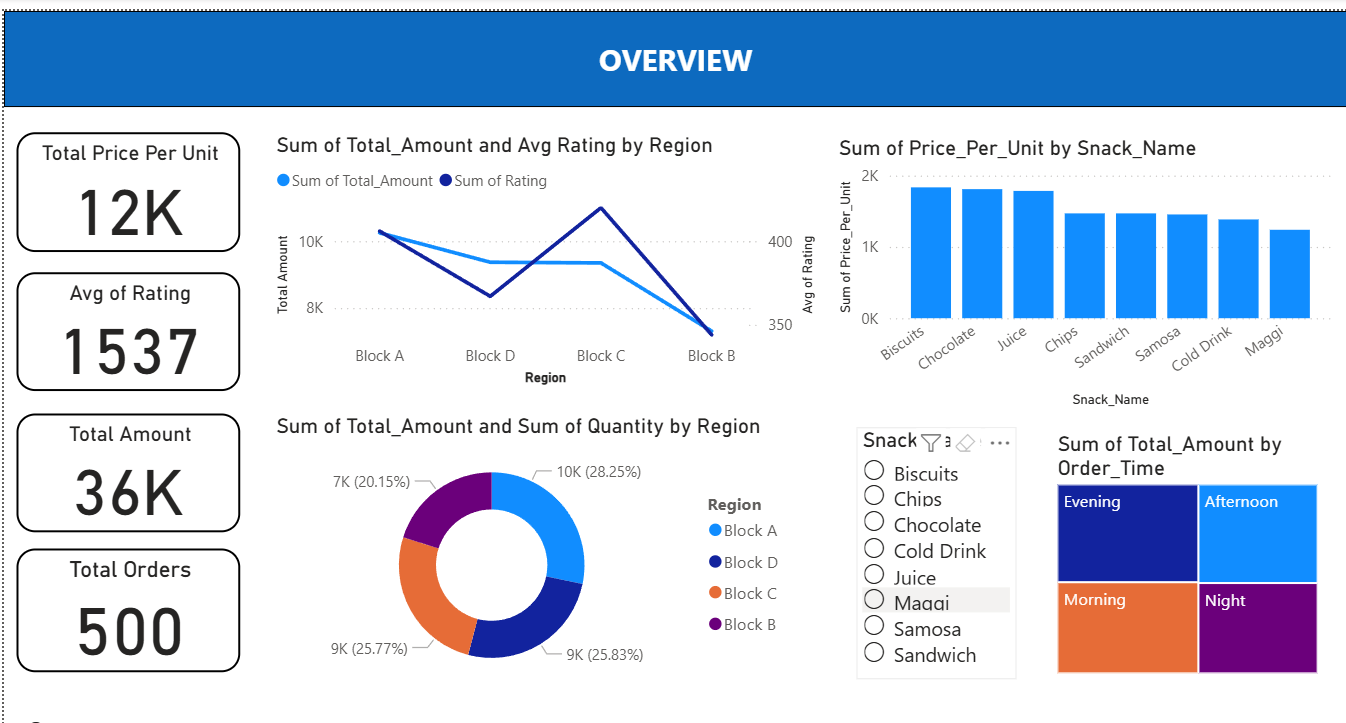 OVERVIEW
Total Price Per Unit
12K
Avg of Rating
1537
Total Amount
36K
Total Orders
500
Sum of Total_Amount and Avg Rating by Region
Sum of Total_Amount Sum of Rating
Total Amount
10K
8K
400
350
Avg of Rating
Block A Block D Block C Block B
Region
Sum of Price_Per_Unit by Snack_Name
Sum of Price_Per_Unit
2K
1K
0K
Biscuits Chocolate Juice Chips Sandwich Samosa Cold Drink Maggi
Snack_Name
Sum of Total_Amount and Sum of Quantity by Region
7K (20.15%)
10K (28.25%)
9K (25.77%)
9K (25.83%)
Region
Block A
Block D
Block C
Block B
Snack
Biscuits
Chips
Chocolate
Cold Drink
Juice
Maggi
Samosa
Sandwich
Sum of Total_Amount by
Order_Time
Evening Afternoon
Morning Night